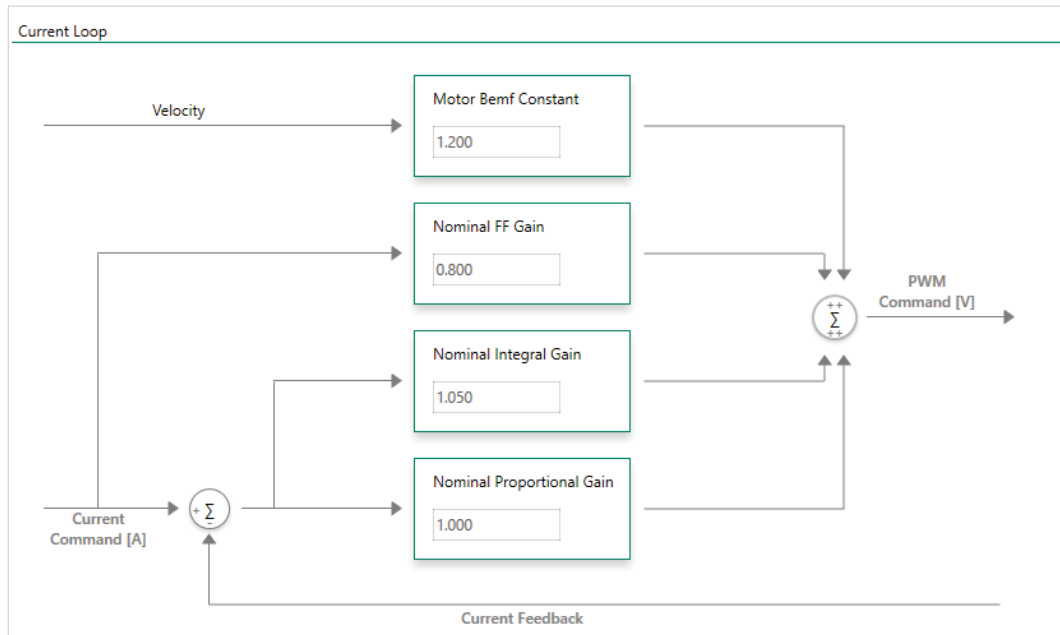 Current Loop
Velocity
Motor Bemf Constant
1.200
Nominal FF Gain
0.800
PWM
Command [V]
++
Σ
++
Nominal Integral Gain
1.050
Nominal Proportional Gain
1.000
+ Σ
-
Current
Command [A]
Current Feedback